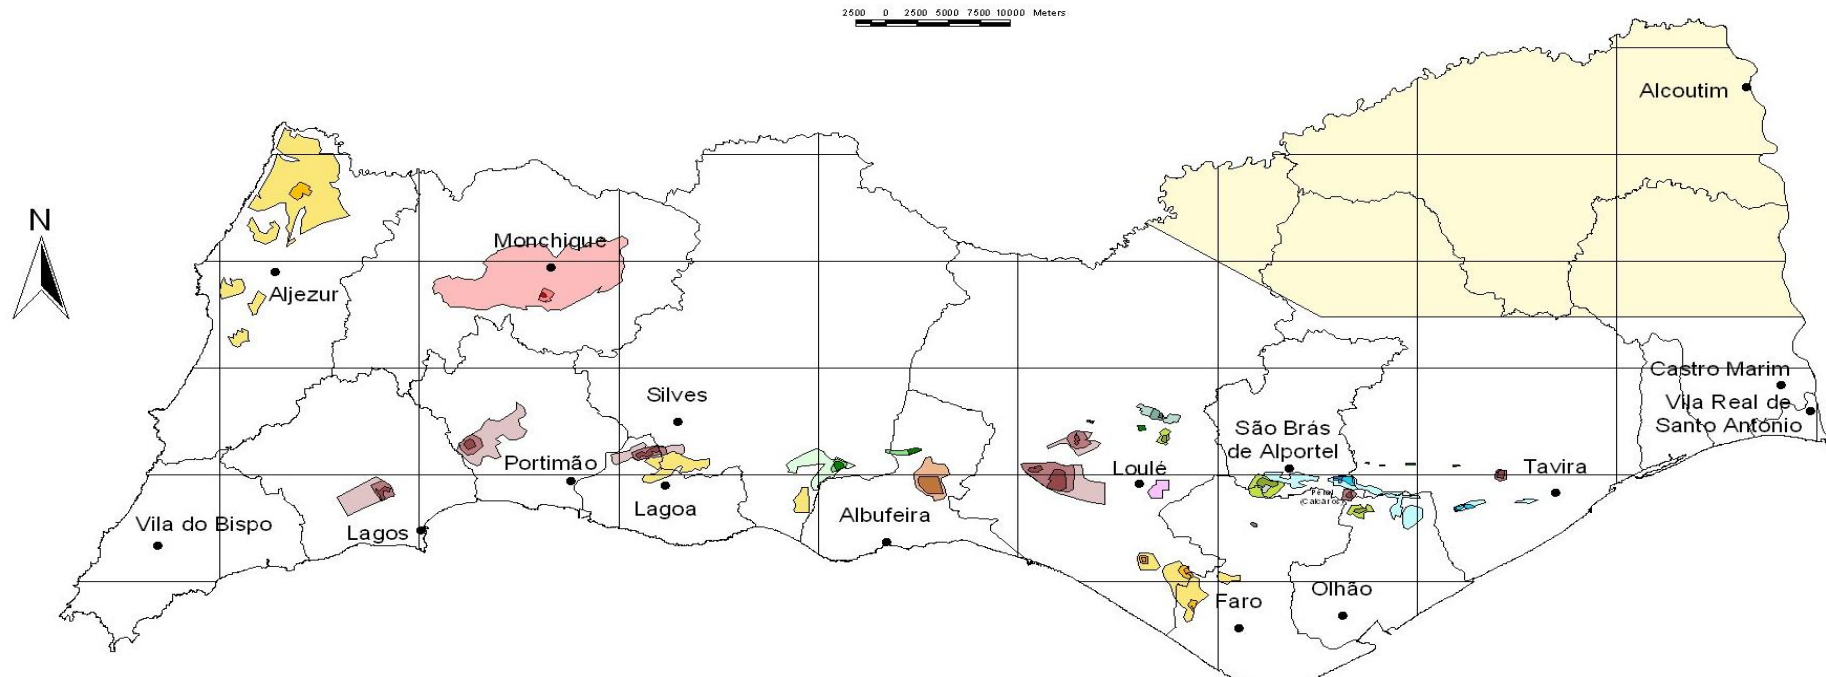 2500 0 2500 5000 7500 10000 Meters
Alcoutim
N
Monchique
Aljezur
Castro Marim
Silves
Vila Real de
Santo António
São Brás
de Alportel
Portimão
Loulé
Tavira
(Calcários)
Lagoa
Albufeira
Vila do Bispo
Lagos
Olhão
Faro